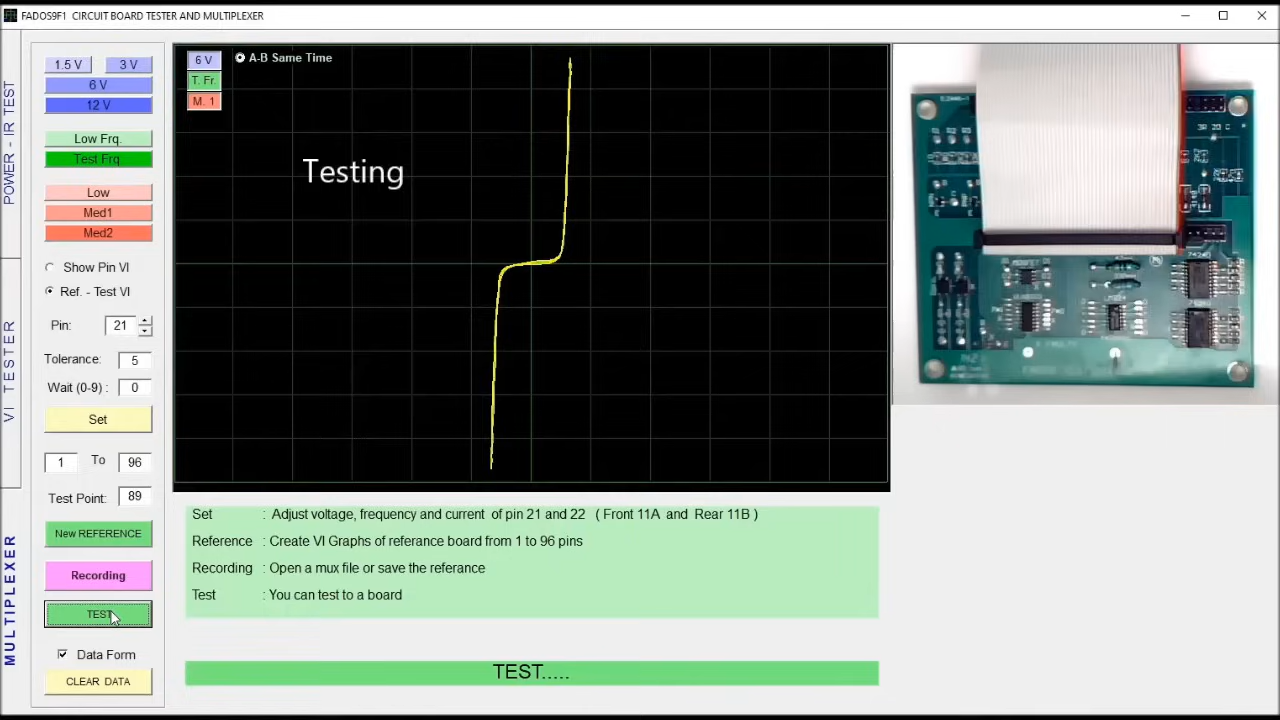 FADOS9F1 CIRCUIT BOARD TESTER AND MULTIPLEXER
POWER - IR TEST
VI TESTER
MULTIPLEXER
1.5 V
3 V
6 V
12 V
Low Frq.
Test Frq
Low
Med1
Med2
Show Pin VI
Ref. - Test VI
Pin: 21
Tolerance: 5
Wait (0-9) : 0
Set
1 To 96
Test Point: 89
New REFERENCE
Recording
TEST
Data Form
CLEAR DATA
6 V
A-B Same Time
T. Fr.
M. 1
Testing
Set : Adjust voltage, frequency and current of pin 21 and 22 ( Front 11A and Rear 11B )
Reference : Create VI Graphs of referance board from 1 to 96 pins
Recording : Open a mux file or save the referance
Test : You can test to a board
TEST.....